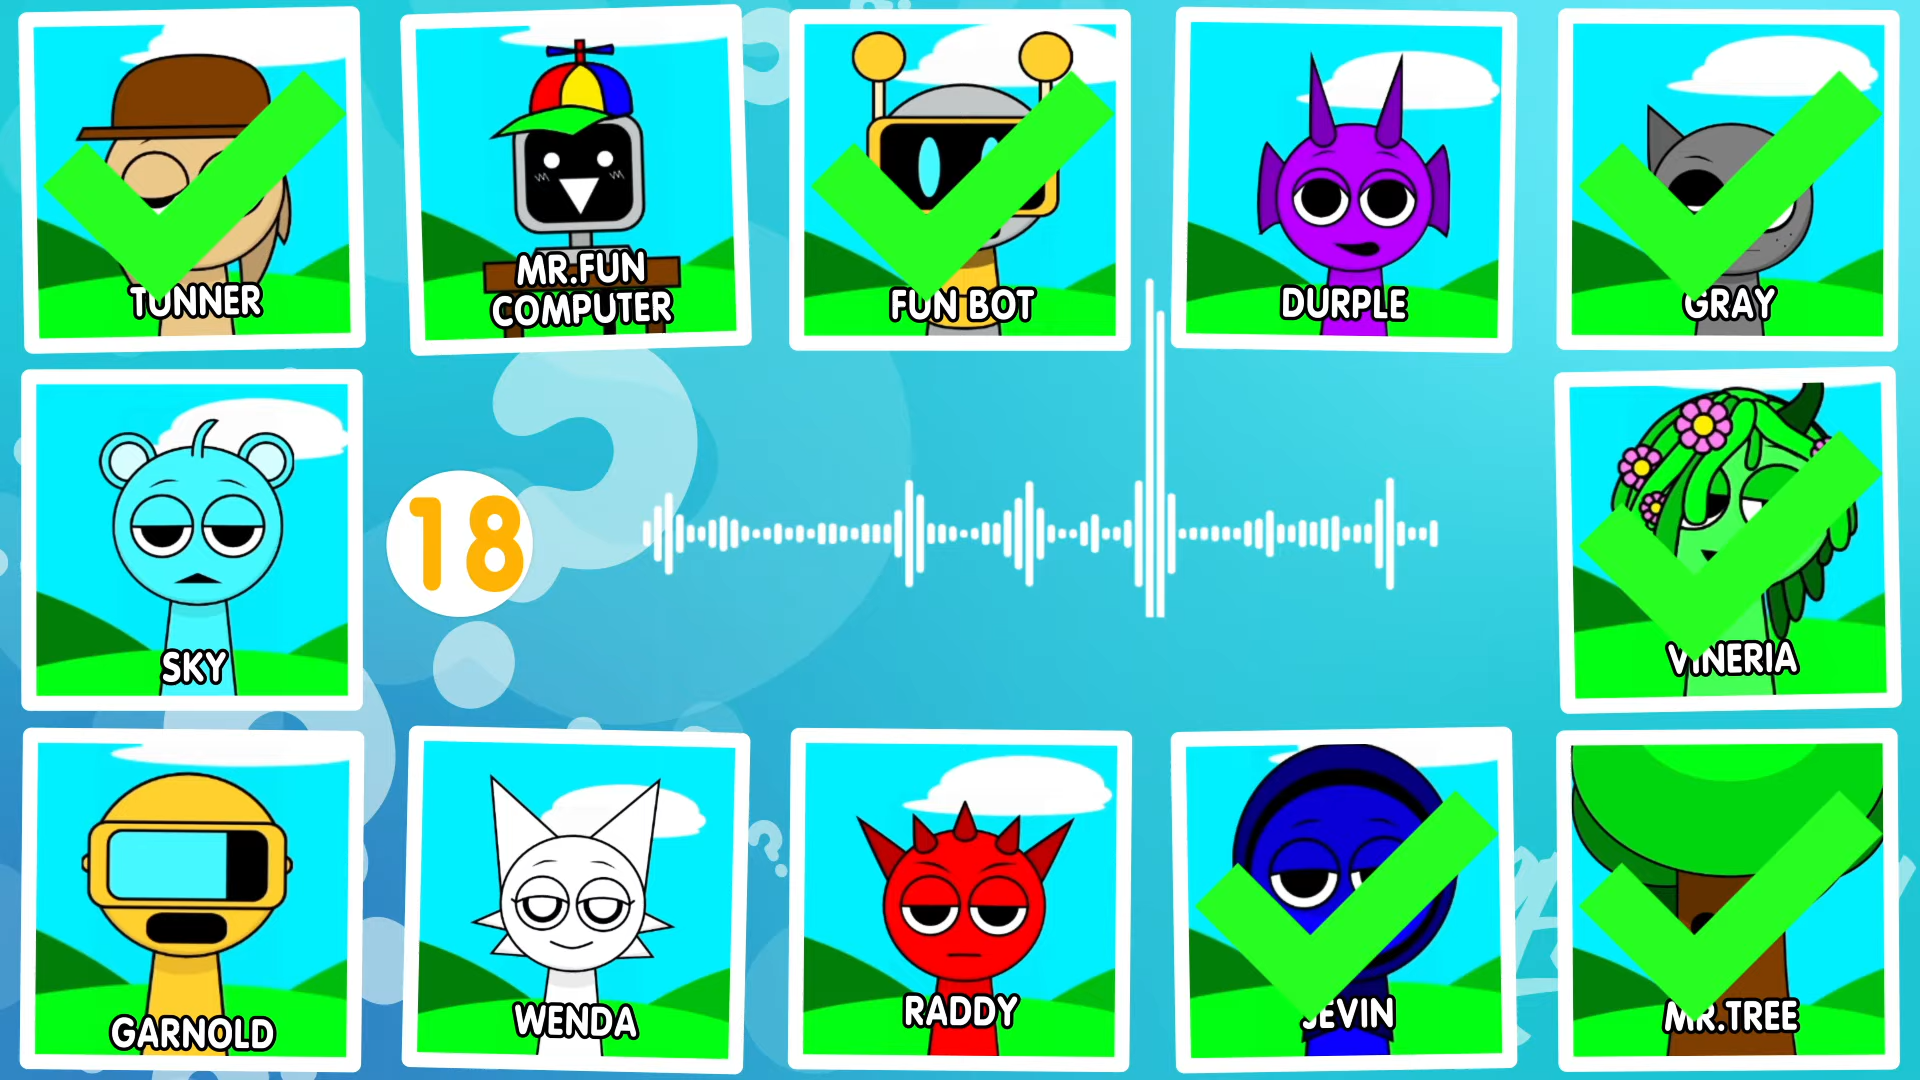 TUNNER
MR.FUN
COMPUTER
FUN BOT
DURPLE
GRAY
SKY
18
VINERIA
GARNOLD
WENDA
RADDY
JEVIN
MR.TREE